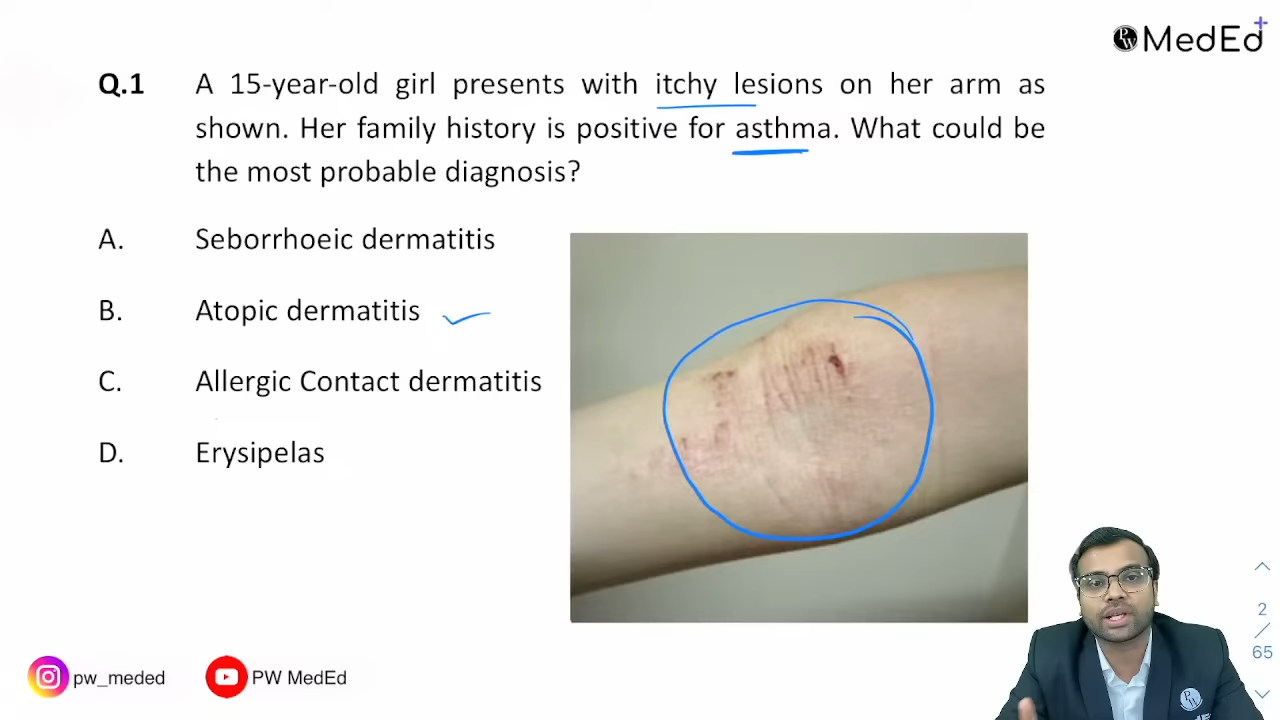 PW MedEd
Q.1 A 15-year-old girl presents with itchy lesions on her arm as
shown. Her family history is positive for asthma. What could be
the most probable diagnosis?
A. Seborrhoeic dermatitis
B. Atopic dermatitis
C. Allergic Contact dermatitis
D. Erysipelas
pw_meded
PW MedEd
2
/
65
PW